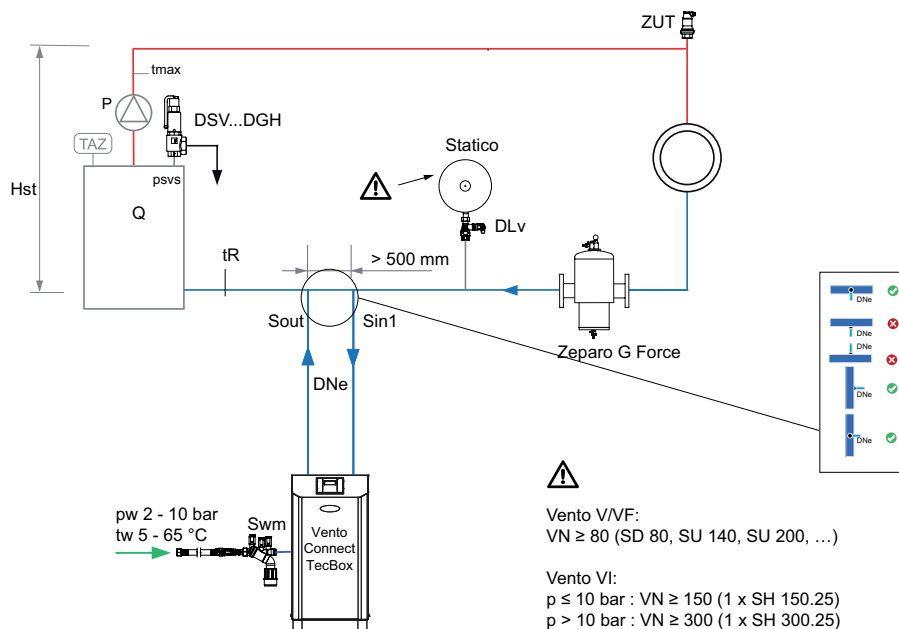 ZUT
tmax
P
DSV...DGH
TAZ
Statico
psvs
Hst
Q
DLv
tR
> 500 mm
Sout
Sin1
Zeparo G Force
DNe
DNe
DNe
DNe
DNe
DNe
pw 2 - 10 bar
tw 5 - 65 °C
Swm
Vento
Connect
TecBox
Vento V/VF:
VN ≥ 80 (SD 80, SU 140, SU 200, …)
Vento VI:
p ≤ 10 bar : VN ≥ 150 (1 x SH 150.25)
p > 10 bar : VN ≥ 300 (1 x SH 300.25)